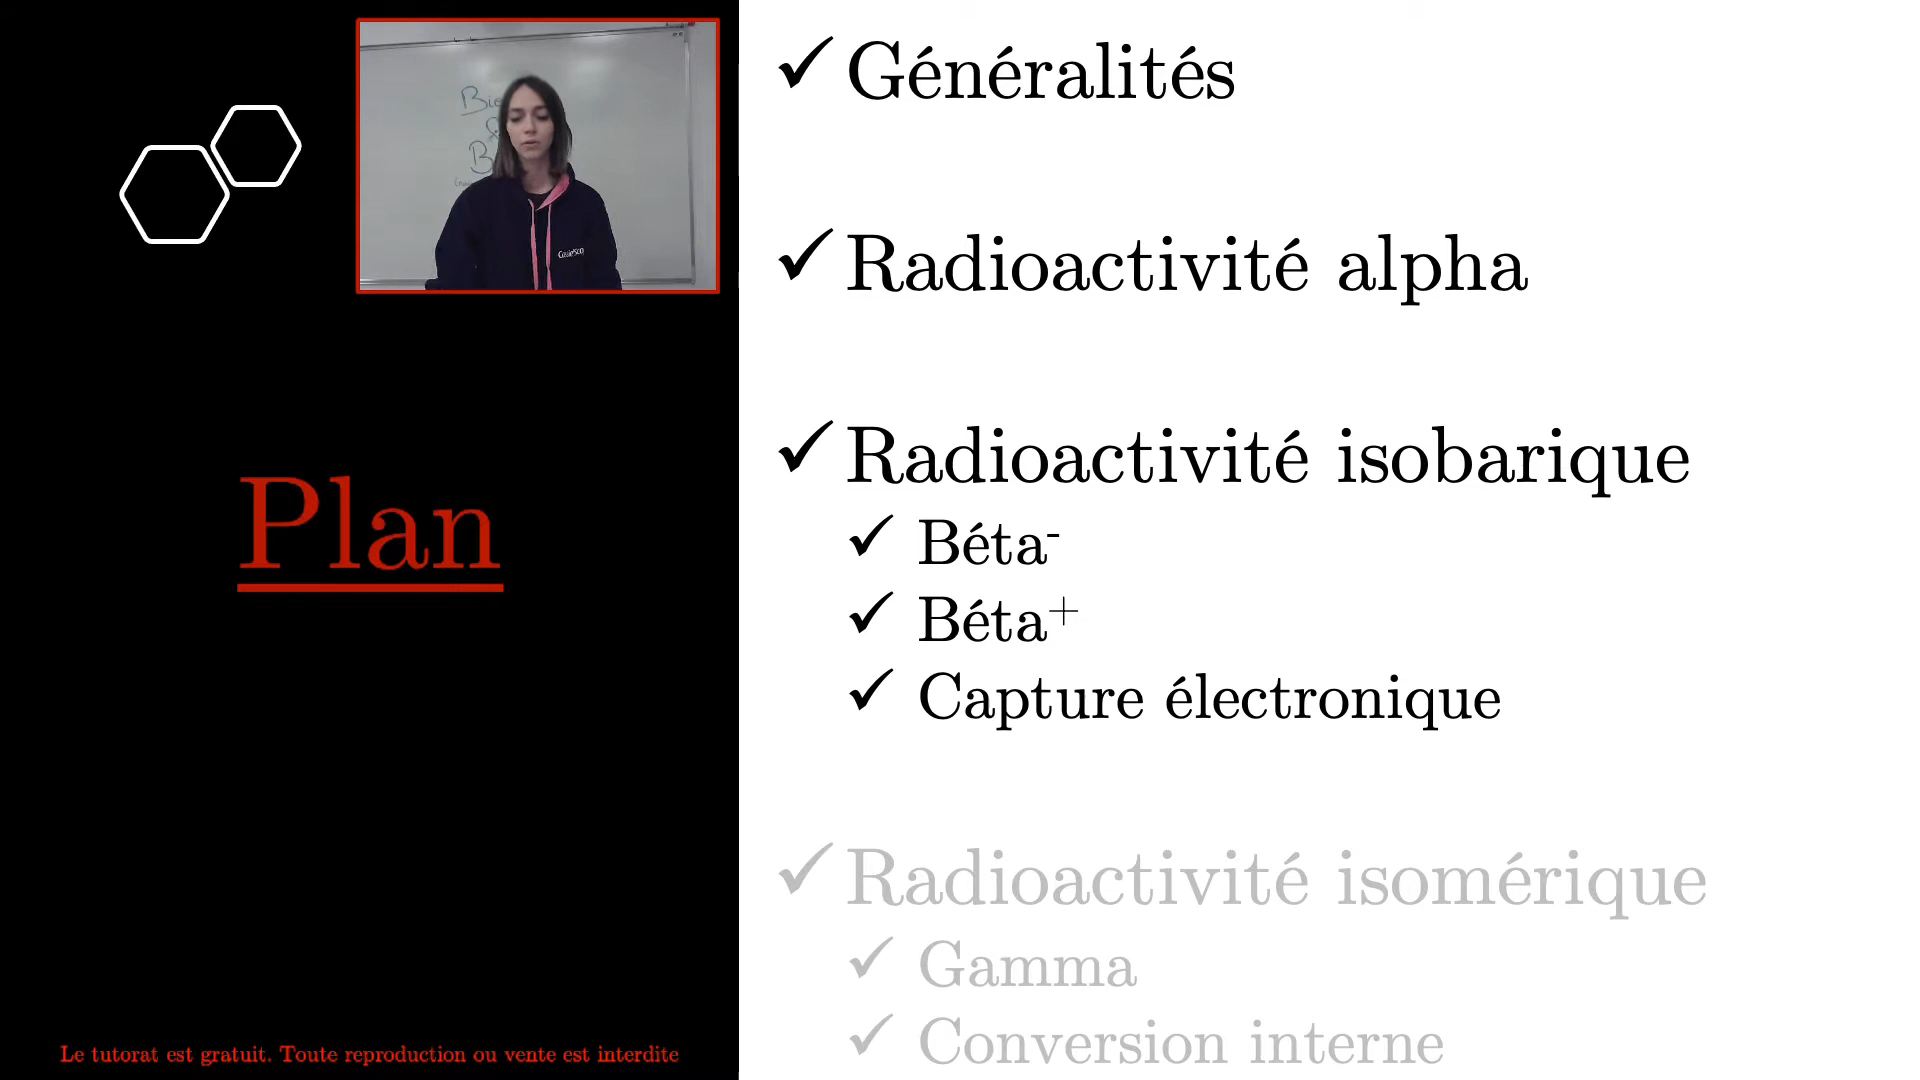 Plan
Le tutorat est gratuit. Toute reproduction ou vente est interdite
Généralités
Radioactivité alpha
Radioactivité isobarique
Béta-
Béta+
Capture électronique
Radioactivité isomérique
Gamma
Conversion interne